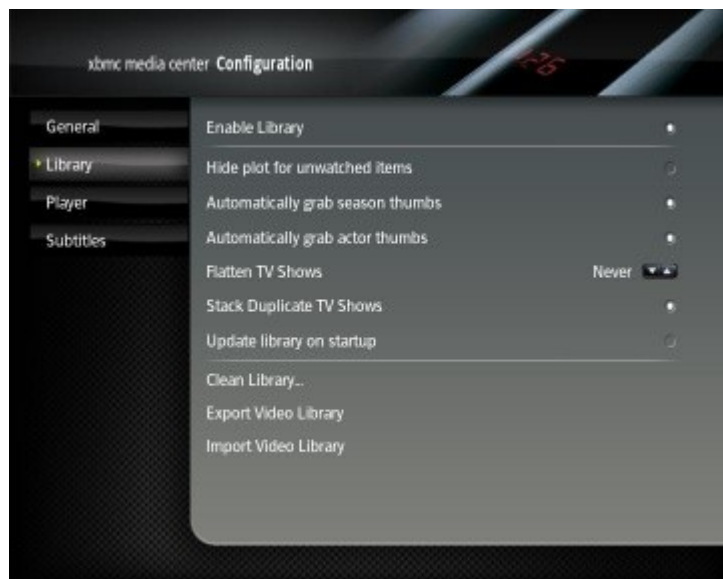 xbmc media center Configuration
General
Library
Player
Subtitles
Enable Library
Hide plot for unwatched items
Automatically grab season thumbs
Automatically grab actor thumbs
Flatten TV Shows Never
Stack Duplicate TV Shows
Update library on startup
Clean Library...
Export Video Library
Import Video Library